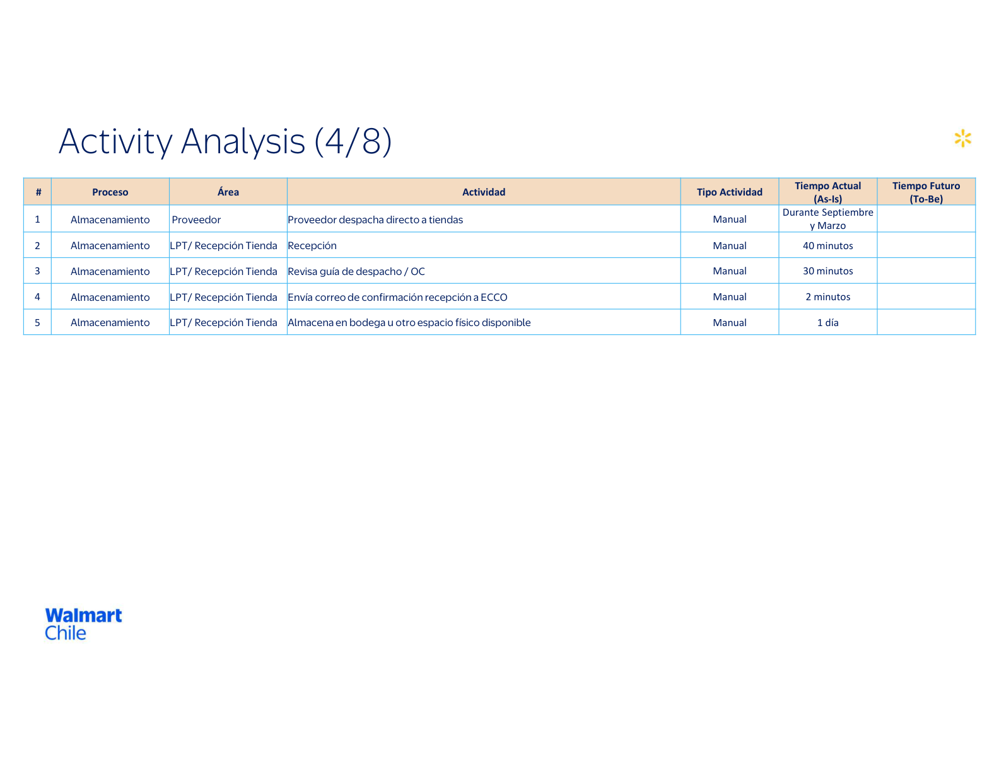 Activity Analysis (4/8)
# Proceso Área Actividad Tipo Actividad Tiempo Actual (As-Is) Tiempo Futuro (To-Be)
1 Almacenamiento Proveedor Proveedor despacha directo a tiendas Manual Durante Septiembre y Marzo
2 Almacenamiento LPT/ Recepción Tienda Recepción Manual 40 minutos
3 Almacenamiento LPT/ Recepción Tienda Revisa guía de despacho / OC Manual 30 minutos
4 Almacenamiento LPT/ Recepción Tienda Envía correo de confirmación recepción a ECCO Manual 2 minutos
5 Almacenamiento LPT/ Recepción Tienda Almacena en bodega u otro espacio físico disponible Manual 1 día
Walmart
Chile